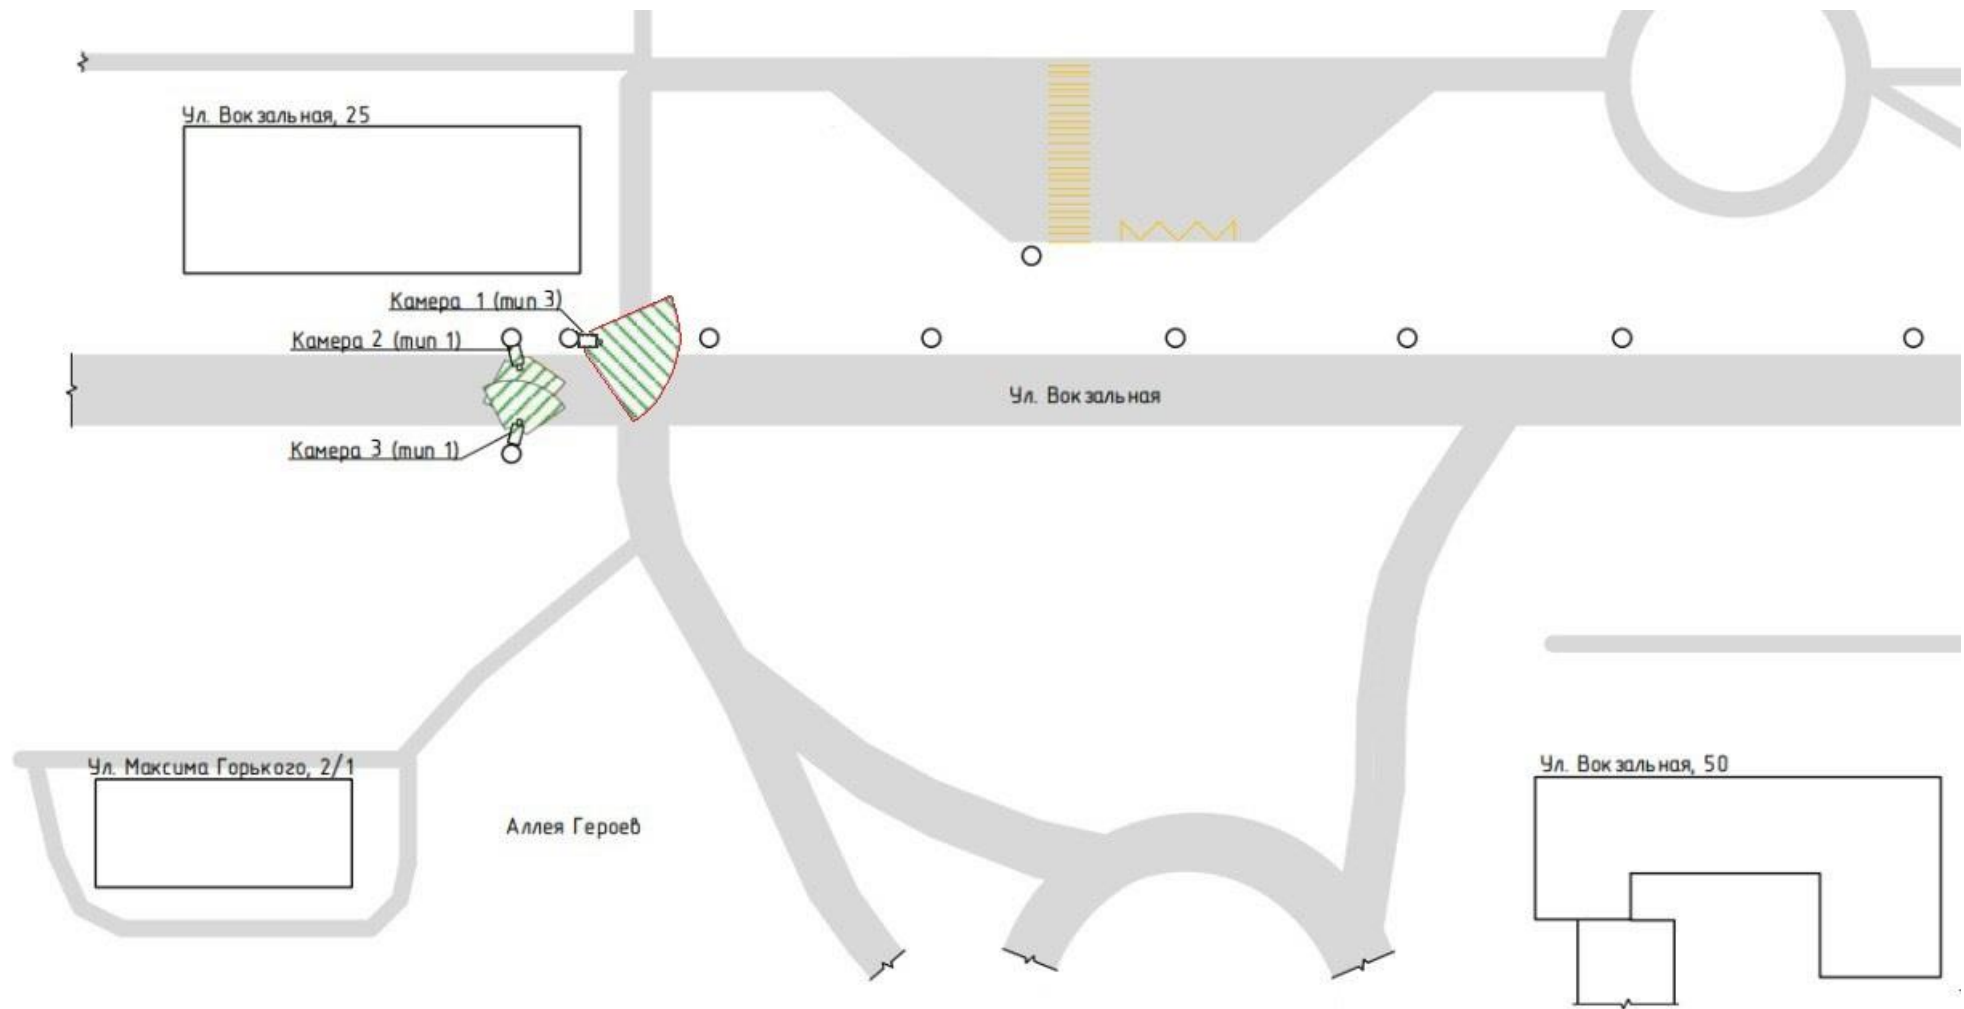 Ул. Вокзальная, 25
Камера 1 (тип 3)
Камера 2 (тип 1)
Ул. Вокзальная
Камера 3 (тип 1)
Ул. Максима Горького, 2/1
Ул. Вокзальная, 50
Аллея Героев